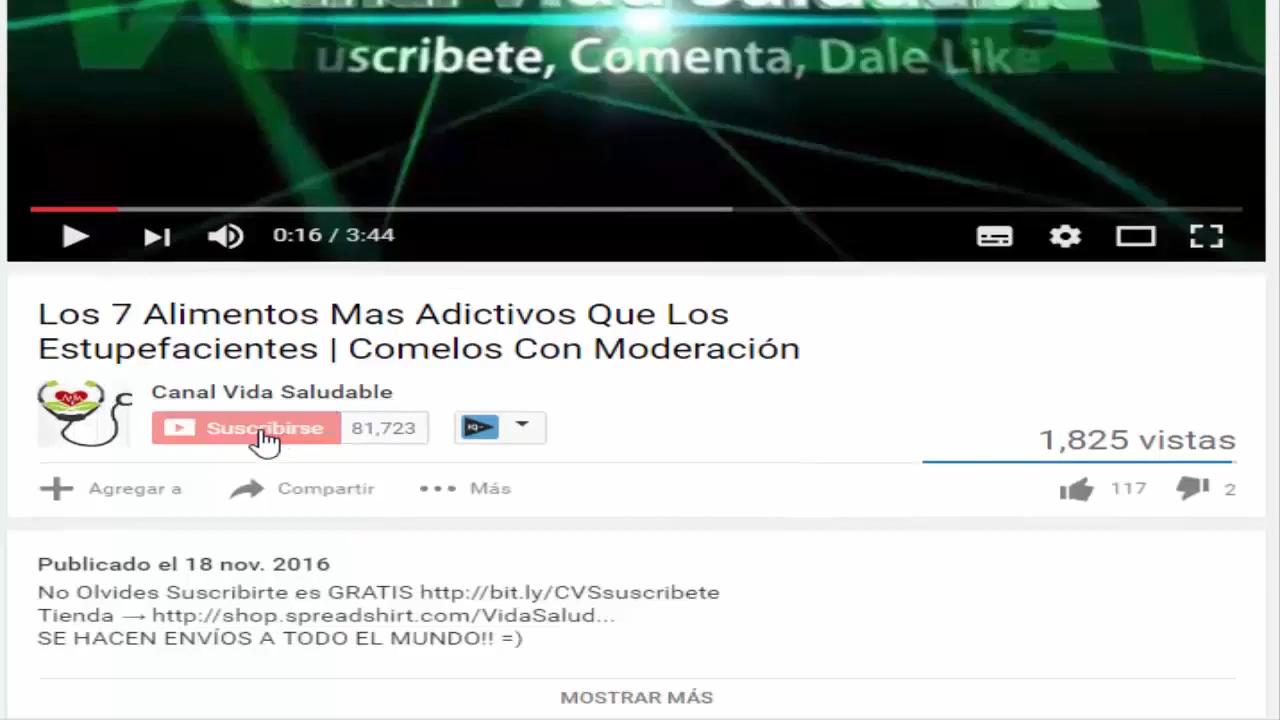 Canal Vida Saludable
uscribete, Comenta, Dale Like
0:16 / 3:44
Los 7 Alimentos Mas Adictivos Que Los
Estupefacientes | Comelos Con Moderación
Canal Vida Saludable
Suscribirse 81,723
1,825 vistas
Agregar a Compartir Más 117 2
Publicado el 18 nov. 2016
No Olvides Suscribirte es GRATIS http://bit.ly/CVSsuscribete
Tienda → http://shop.spreadshirt.com/VidaSalud...
SE HACEN ENVÍOS A TODO EL MUNDO!! =)
MOSTRAR MÁS